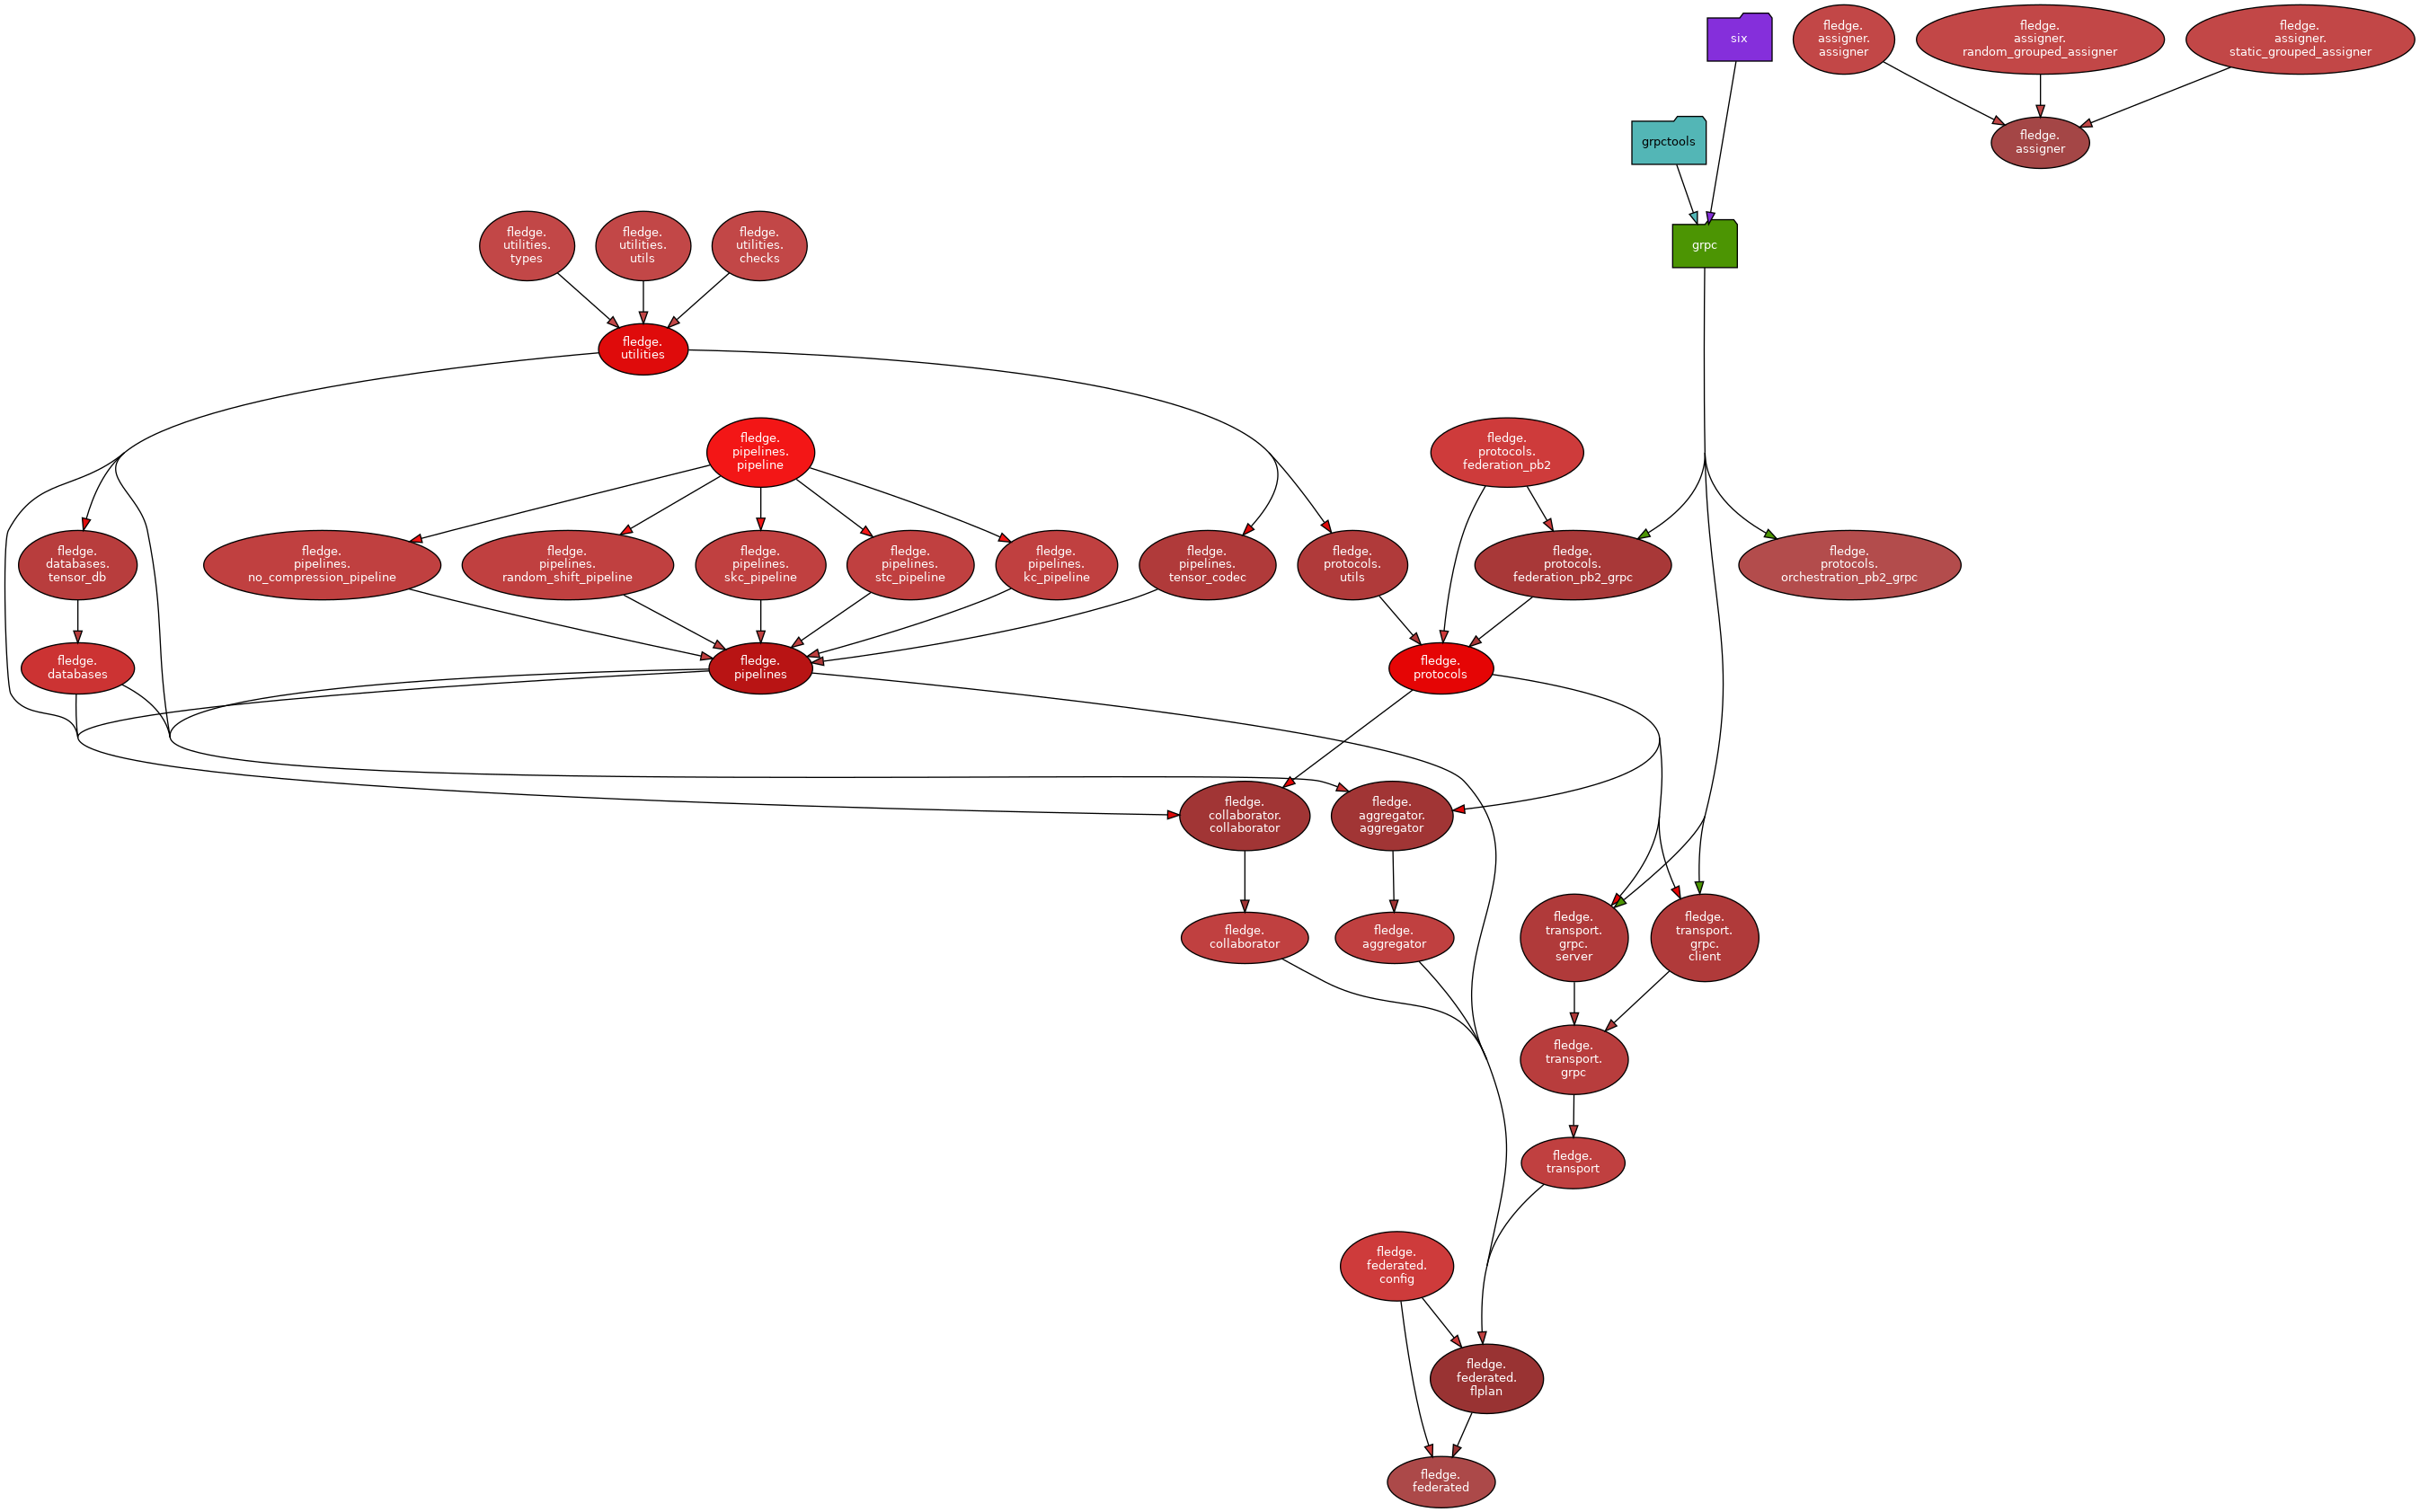 six
fledge.
assigner.
assigner
fledge.
assigner.
random_grouped_assigner
fledge.
assigner.
static_grouped_assigner
grpctools
fledge.
assigner
fledge.
utilities.
types
fledge.
utilities.
utils
fledge.
utilities.
checks
grpc
fledge.
utilities
fledge.
pipelines.
pipeline
fledge.
protocols.
federation_pb2
fledge.
databases.
tensor_db
fledge.
pipelines.
no_compression_pipeline
fledge.
pipelines.
random_shift_pipeline
fledge.
pipelines.
skc_pipeline
fledge.
pipelines.
stc_pipeline
fledge.
pipelines.
kc_pipeline
fledge.
pipelines.
tensor_codec
fledge.
protocols.
utils
fledge.
protocols.
federation_pb2_grpc
fledge.
protocols.
orchestration_pb2_grpc
fledge.
databases
fledge.
pipelines
fledge.
protocols
fledge.
collaborator.
collaborator
fledge.
aggregator.
aggregator
fledge.
collaborator
fledge.
aggregator
fledge.
transport.
grpc.
server
fledge.
transport.
grpc.
client
fledge.
transport.
grpc
fledge.
transport
fledge.
federated.
config
fledge.
federated.
flplan
fledge.
federated